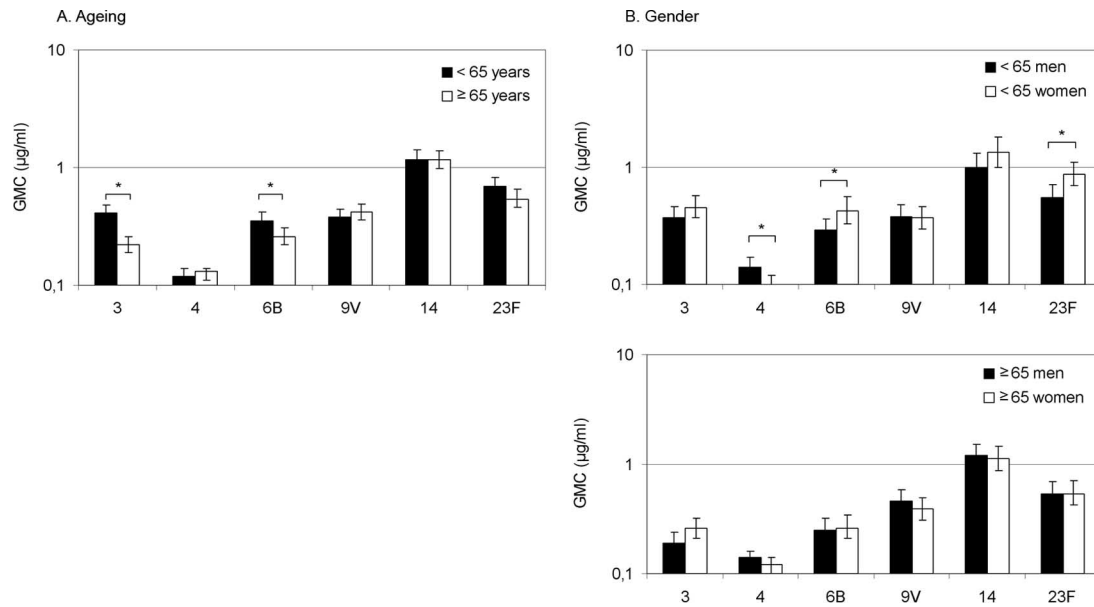 A. Ageing
10
1
0,1
GMC (µg/ml)
< 65 years
≥ 65 years
*
*
3 4 6B 9V 14 23F
B. Gender
10
1
0,1
GMC (µg/ml)
< 65 men
< 65 women
*
*
*
3 4 6B 9V 14 23F
10
1
0,1
GMC (µg/ml)
≥ 65 men
≥ 65 women
3 4 6B 9V 14 23F